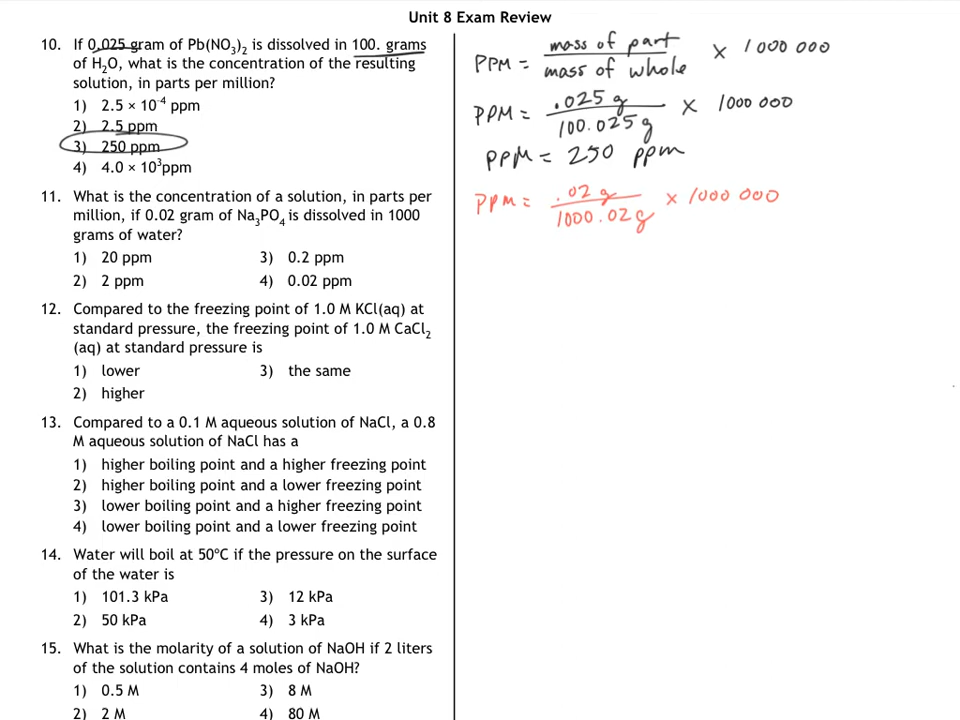 Unit 8 Exam Review
10. If 0.025 gram of Pb(NO₃)₂ is dissolved in 100. grams
of H₂O, what is the concentration of the resulting
solution, in parts per million?
1) 2.5 × 10⁻⁴ ppm
2) 2.5 ppm
3) 250 ppm
4) 4.0 × 10³ppm
11. What is the concentration of a solution, in parts per
million, if 0.02 gram of Na₃PO₄ is dissolved in 1000
grams of water?
1) 20 ppm 3) 0.2 ppm
2) 2 ppm 4) 0.02 ppm
12. Compared to the freezing point of 1.0 M KCl(aq) at
standard pressure, the freezing point of 1.0 M CaCl₂
(aq) at standard pressure is
1) lower 3) the same
2) higher
13. Compared to a 0.1 M aqueous solution of NaCl, a 0.8
M aqueous solution of NaCl has a
1) higher boiling point and a higher freezing point
2) higher boiling point and a lower freezing point
3) lower boiling point and a higher freezing point
4) lower boiling point and a lower freezing point
14. Water will boil at 50ºC if the pressure on the surface
of the water is
1) 101.3 kPa 3) 12 kPa
2) 50 kPa 4) 3 kPa
15. What is the molarity of a solution of NaOH if 2 liters
of the solution contains 4 moles of NaOH?
1) 0.5 M 3) 8 M
2) 2 M 4) 80 M
PPM = mass of part / mass of whole × 1000 000
PPM = .025 g / 100.025 g × 1000 000
PPM = 250 ppm
PPM = .02 g / 1000.02 g × 1000 000